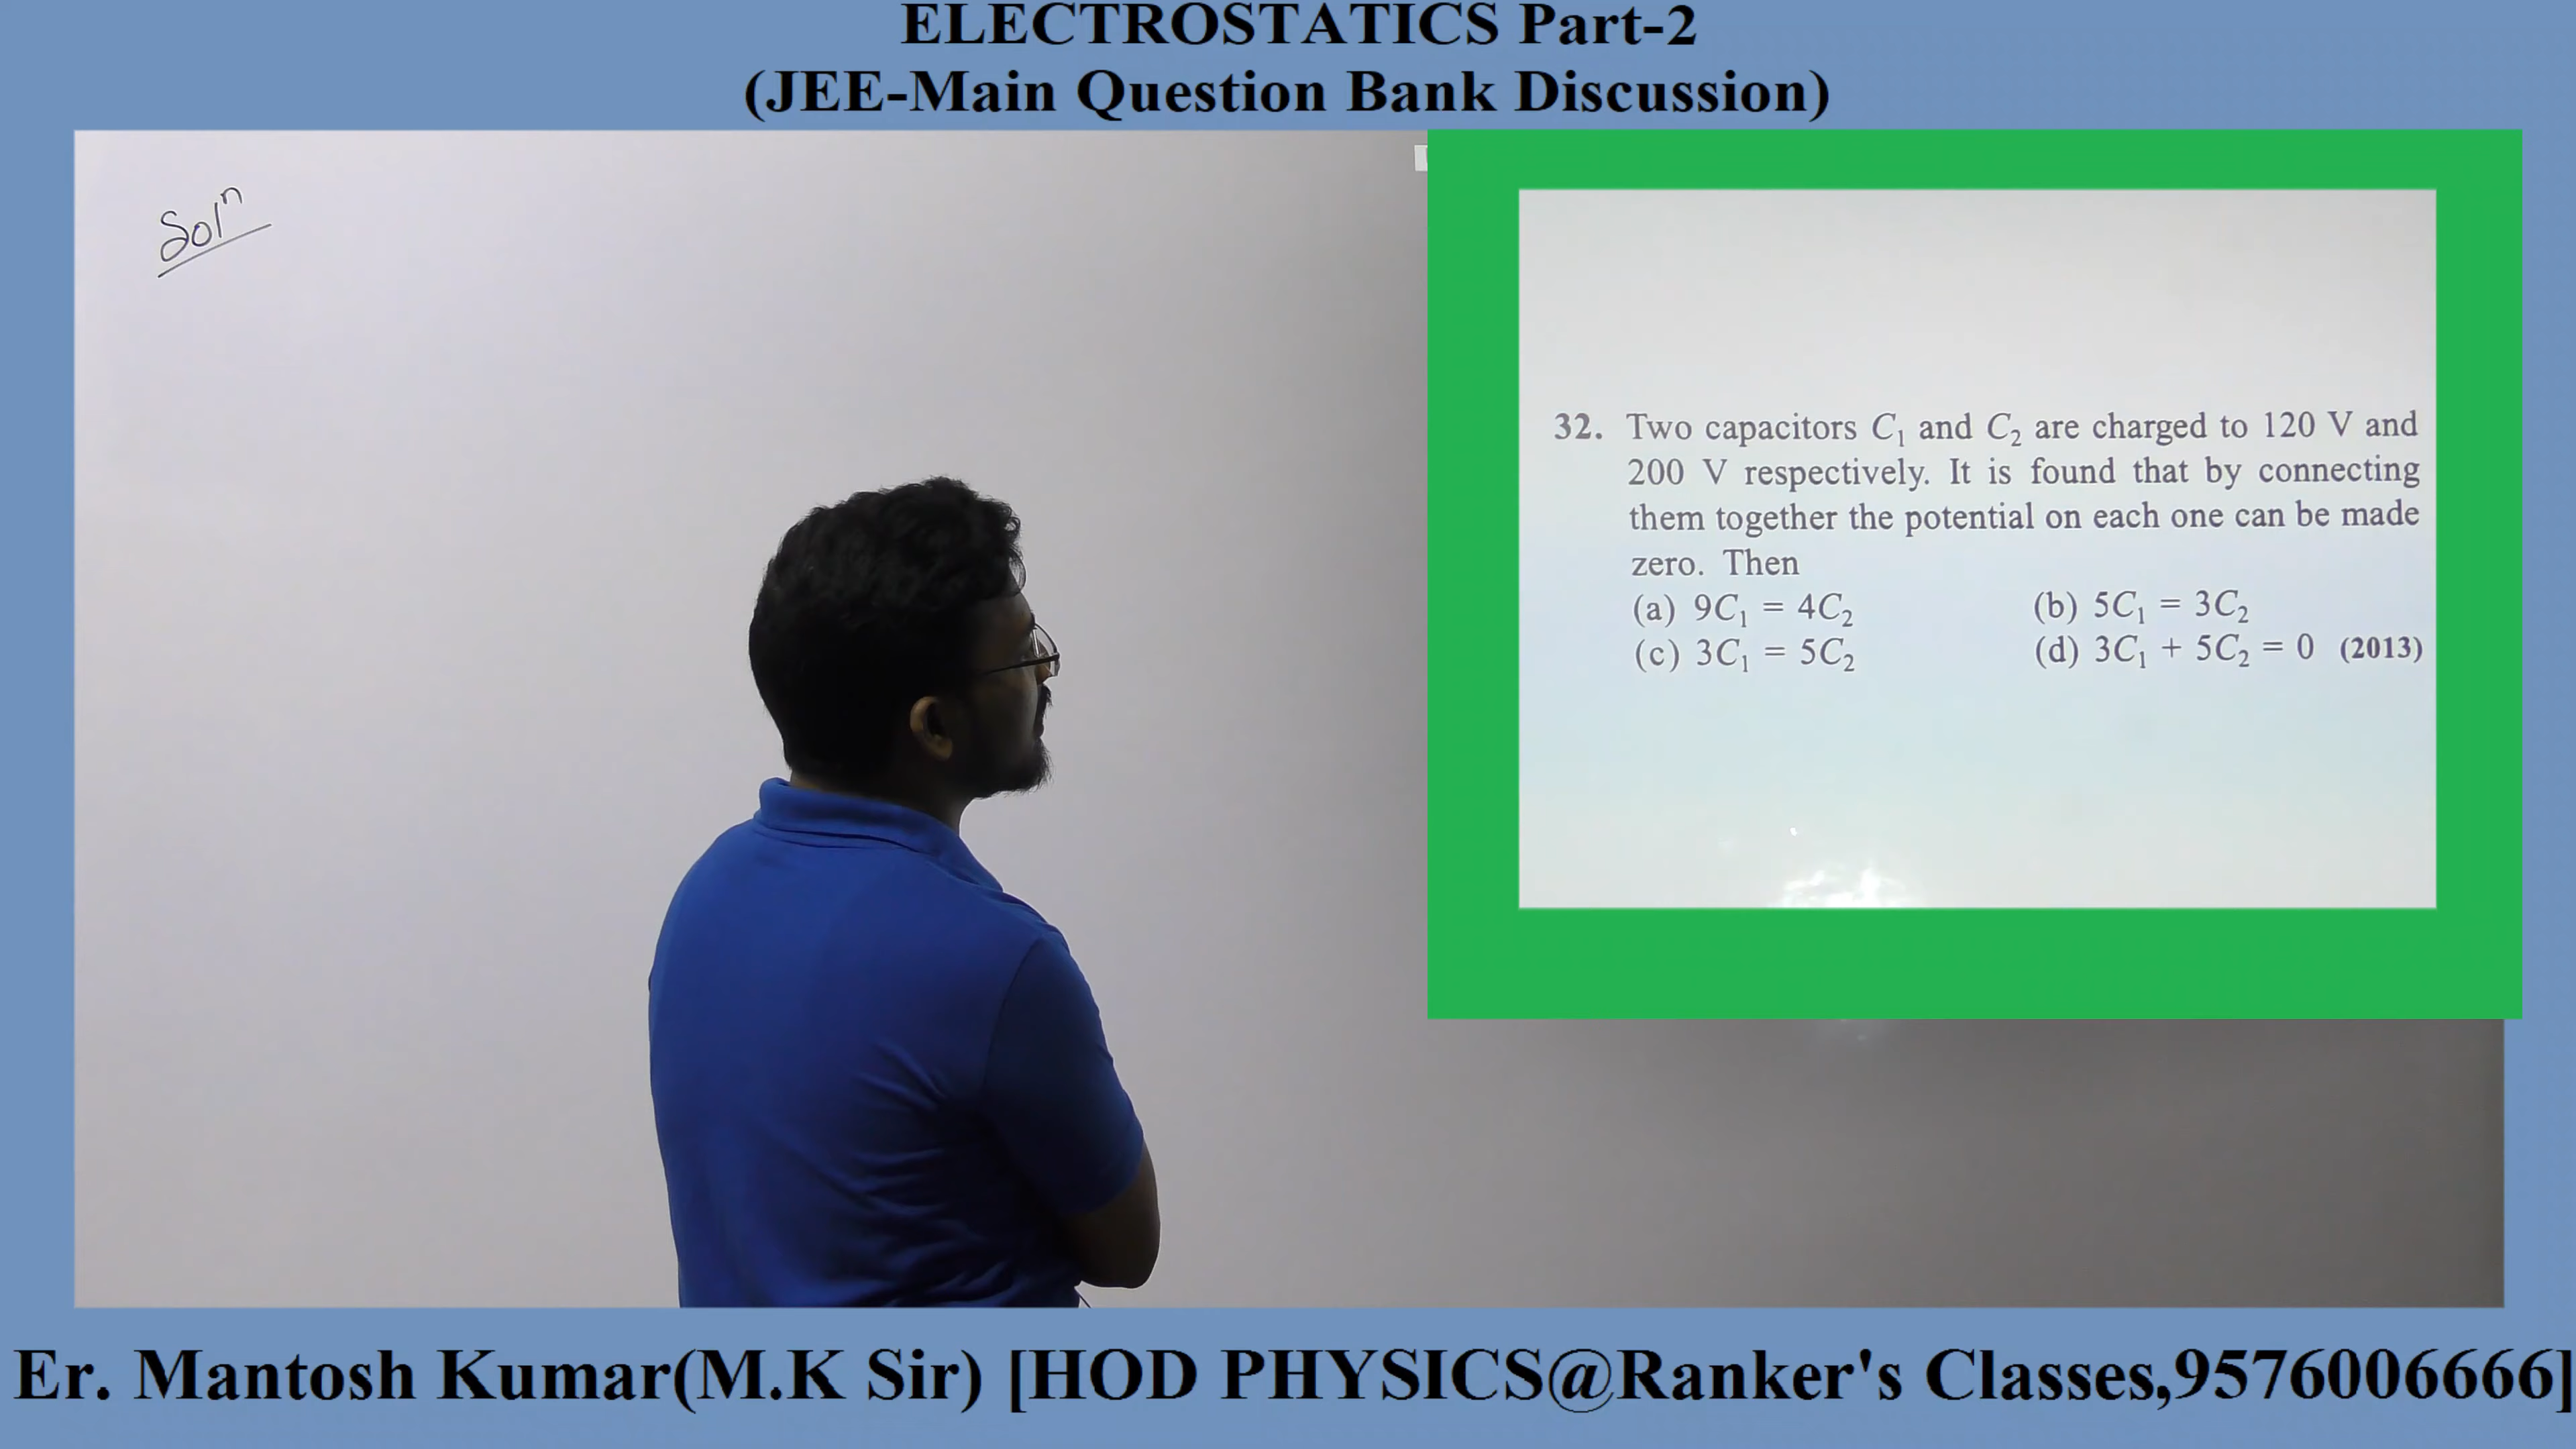 ELECTROSTATICS Part-2
(JEE-Main Question Bank Discussion)
Solⁿ
32. Two capacitors C₁ and C₂ are charged to 120 V and
200 V respectively. It is found that by connecting
them together the potential on each one can be made
zero. Then
(a) 9C₁ = 4C₂ (b) 5C₁ = 3C₂
(c) 3C₁ = 5C₂ (d) 3C₁ + 5C₂ = 0 (2013)
Er. Mantosh Kumar(M.K Sir) [HOD PHYSICS@Ranker's Classes,9576006666]